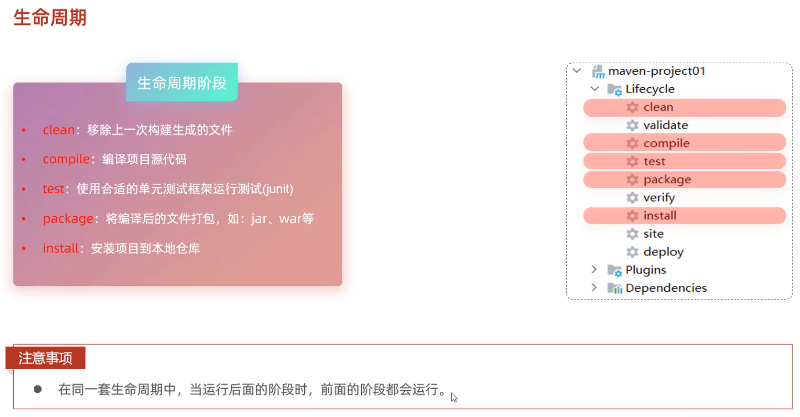 生命周期
生命周期阶段
clean：移除上一次构建生成的文件
compile：编译项目源代码
test：使用合适的单元测试框架运行测试(junit)
package：将编译后的文件打包，如：jar、war等
install：安装项目到本地仓库
maven-project01
Lifecycle
clean
validate
compile
test
package
verify
install
site
deploy
Plugins
Dependencies
注意事项
在同一套生命周期中，当运行后面的阶段时，前面的阶段都会运行。